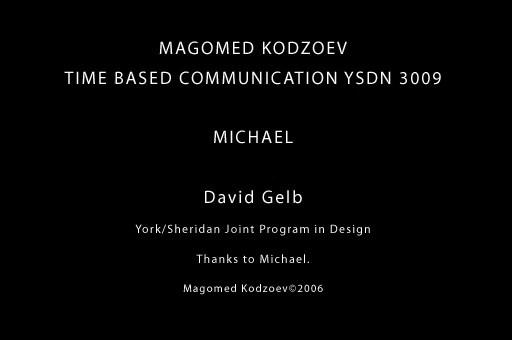 MAGOMED KODZOEV
TIME BASED COMMUNICATION YSDN 3009
MICHAEL
David Gelb
York/Sheridan Joint Program in Design
Thanks to Michael.
Magomed Kodzoev©2006